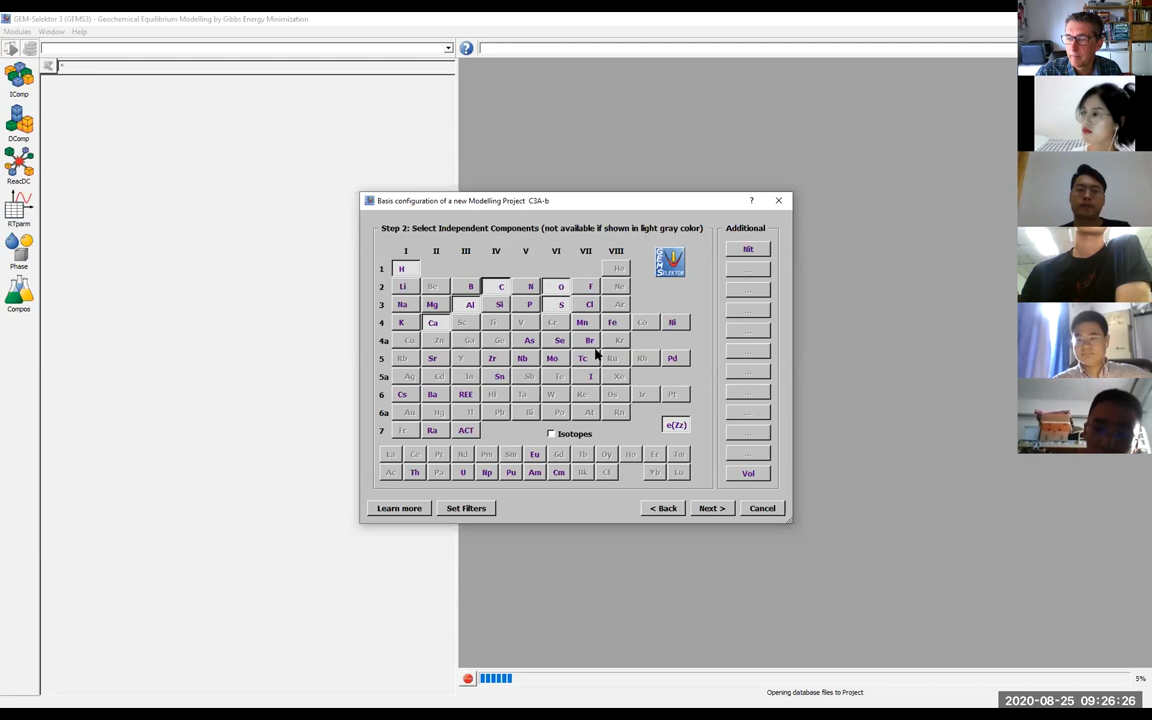 GEM-Selektor 3 (GEMS3) - Geochemical Equilibrium Modelling by Gibbs Energy Minimization
Modules Window Help
IComp
DComp
ReacDC
RTparm
Phase
Compos
Basis configuration of a new Modelling Project C3A-b
Step 2: Select Independent Components (not available if shown in light gray color)
Additional
I II III IV V VI VII VIII
1 H He
2 Li Be B C N O F Ne
3 Na Mg Al Si P S Cl Ar
4 K Ca Sc Ti V Cr Mn Fe Co Ni
4a Cu Zn Ga Ge As Se Br Kr
5 Rb Sr Y Zr Nb Mo Tc Ru Rh Pd
5a Ag Cd In Sn Sb Te I Xe
6 Cs Ba REE Hf Ta W Re Os Ir Pt
6a Au Hg Tl Pb Bi Po At Rn
7 Fr Ra ACT
e(Zz)
Isotopes
La Ce Pr Nd Pm Sm Eu Gd Tb Dy Ho Er Tm
Ac Th Pa U Np Pu Am Cm Bk Cf Yb Lu
Nit
...
...
...
...
...
...
...
...
...
...
Vol
Learn more Set Filters < Back Next > Cancel
5%
Opening database files to Project
2020-08-25 09:26:26